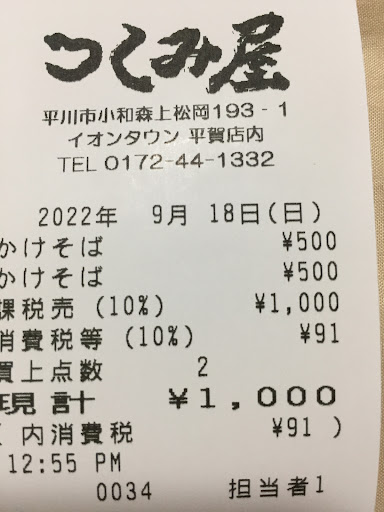 つくみ屋
平川市小和森上松岡193-1
イオンタウン 平賀店内
TEL 0172-44-1332
2022年 9月 18日(日)
かけそば ¥500
かけそば ¥500
課税売 (10%) ¥1,000
消費税等 (10%) ¥91
買上点数 2
現計 ¥1,000
内消費税 ¥91 )
12:55 PM
0034 担当者1